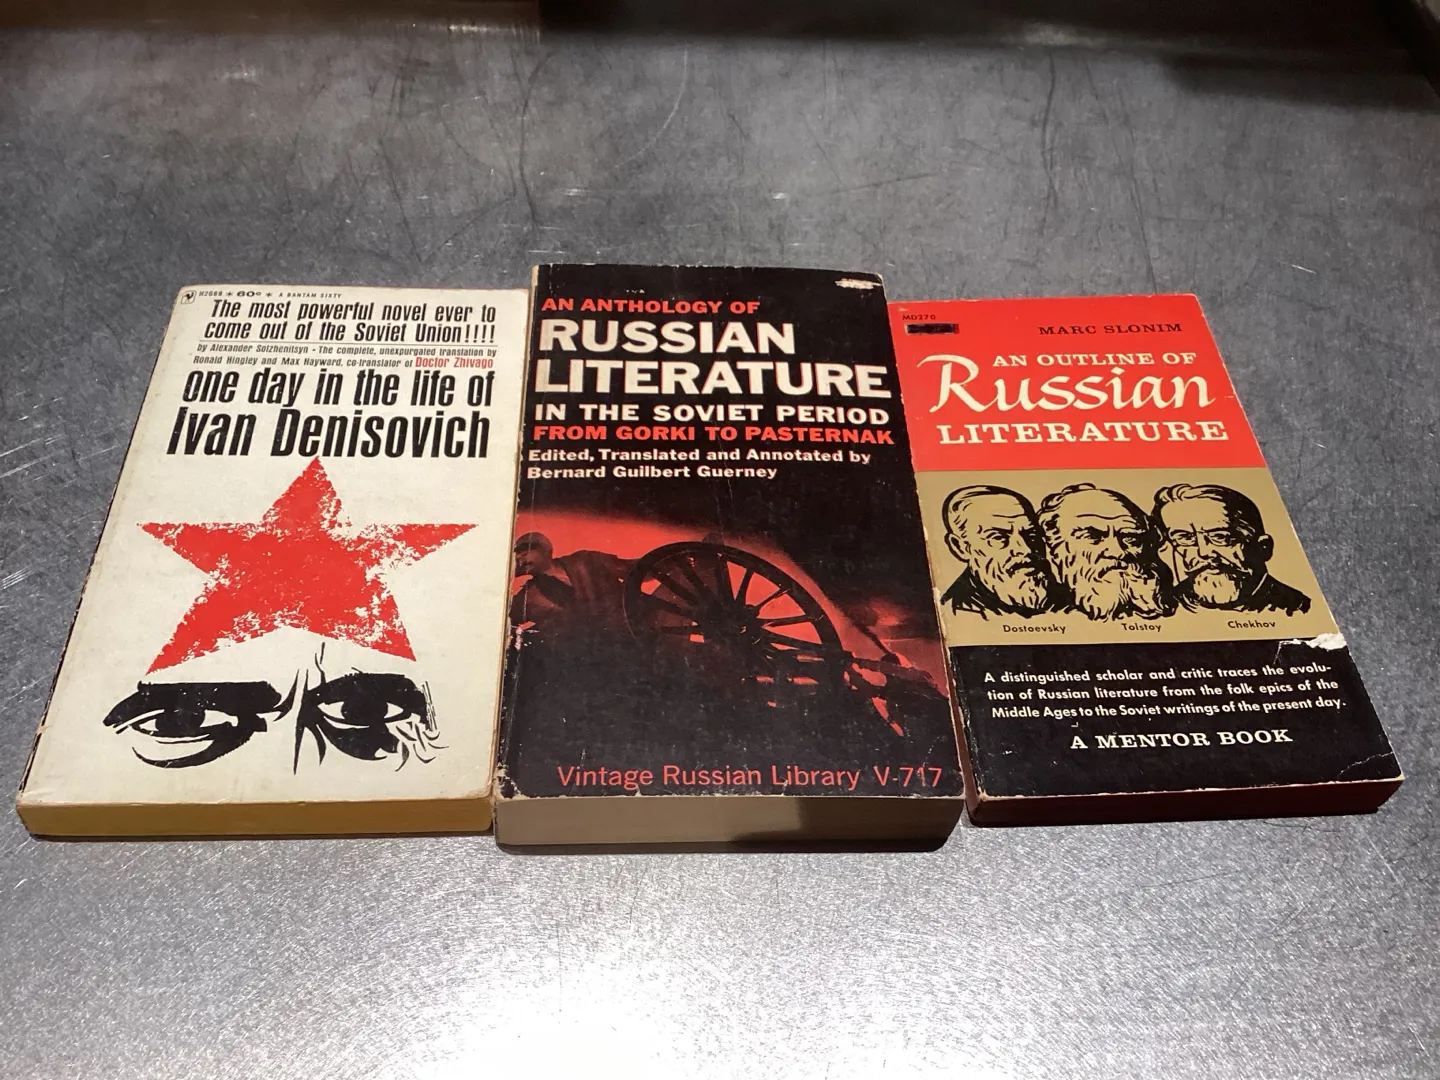 H2688 * 60¢ * A BANTAM SIXTY
The most powerful novel ever to
come out of the Soviet Union!!!!
by Alexander Solzhenitsyn • The complete, unexpurgated translation by
Ronald Hingley and Max Hayward, co-translator of Doctor Zhivago
one day in the life of
Ivan Denisovich
AN ANTHOLOGY OF
RUSSIAN
LITERATURE
IN THE SOVIET PERIOD
FROM GORKI TO PASTERNAK
Edited, Translated and Annotated by
Bernard Guilbert Guerney
Vintage Russian Library V-717
MD270
MARC SLONIM
AN OUTLINE OF
Russian
LITERATURE
Dostoevsky Tolstoy Chekhov
A distinguished scholar and critic traces the evolu-
tion of Russian literature from the folk epics of the
Middle Ages to the Soviet writings of the present day.
A MENTOR BOOK